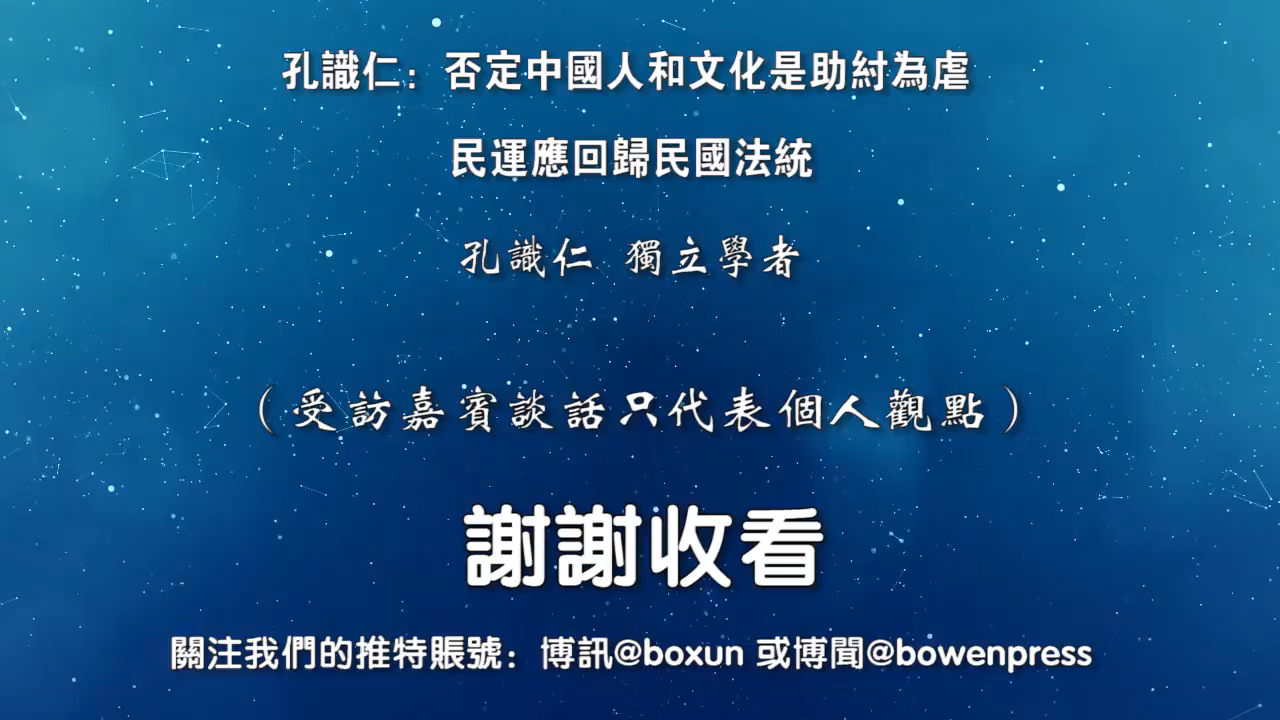 孔識仁：否定中國人和文化是助紂為虐
民運應回歸民國法統
孔識仁 獨立學者
（受訪嘉賓談話只代表個人觀點）
謝謝收看
關注我們的推特賬號：博訊@boxun 或博聞@bowenpress